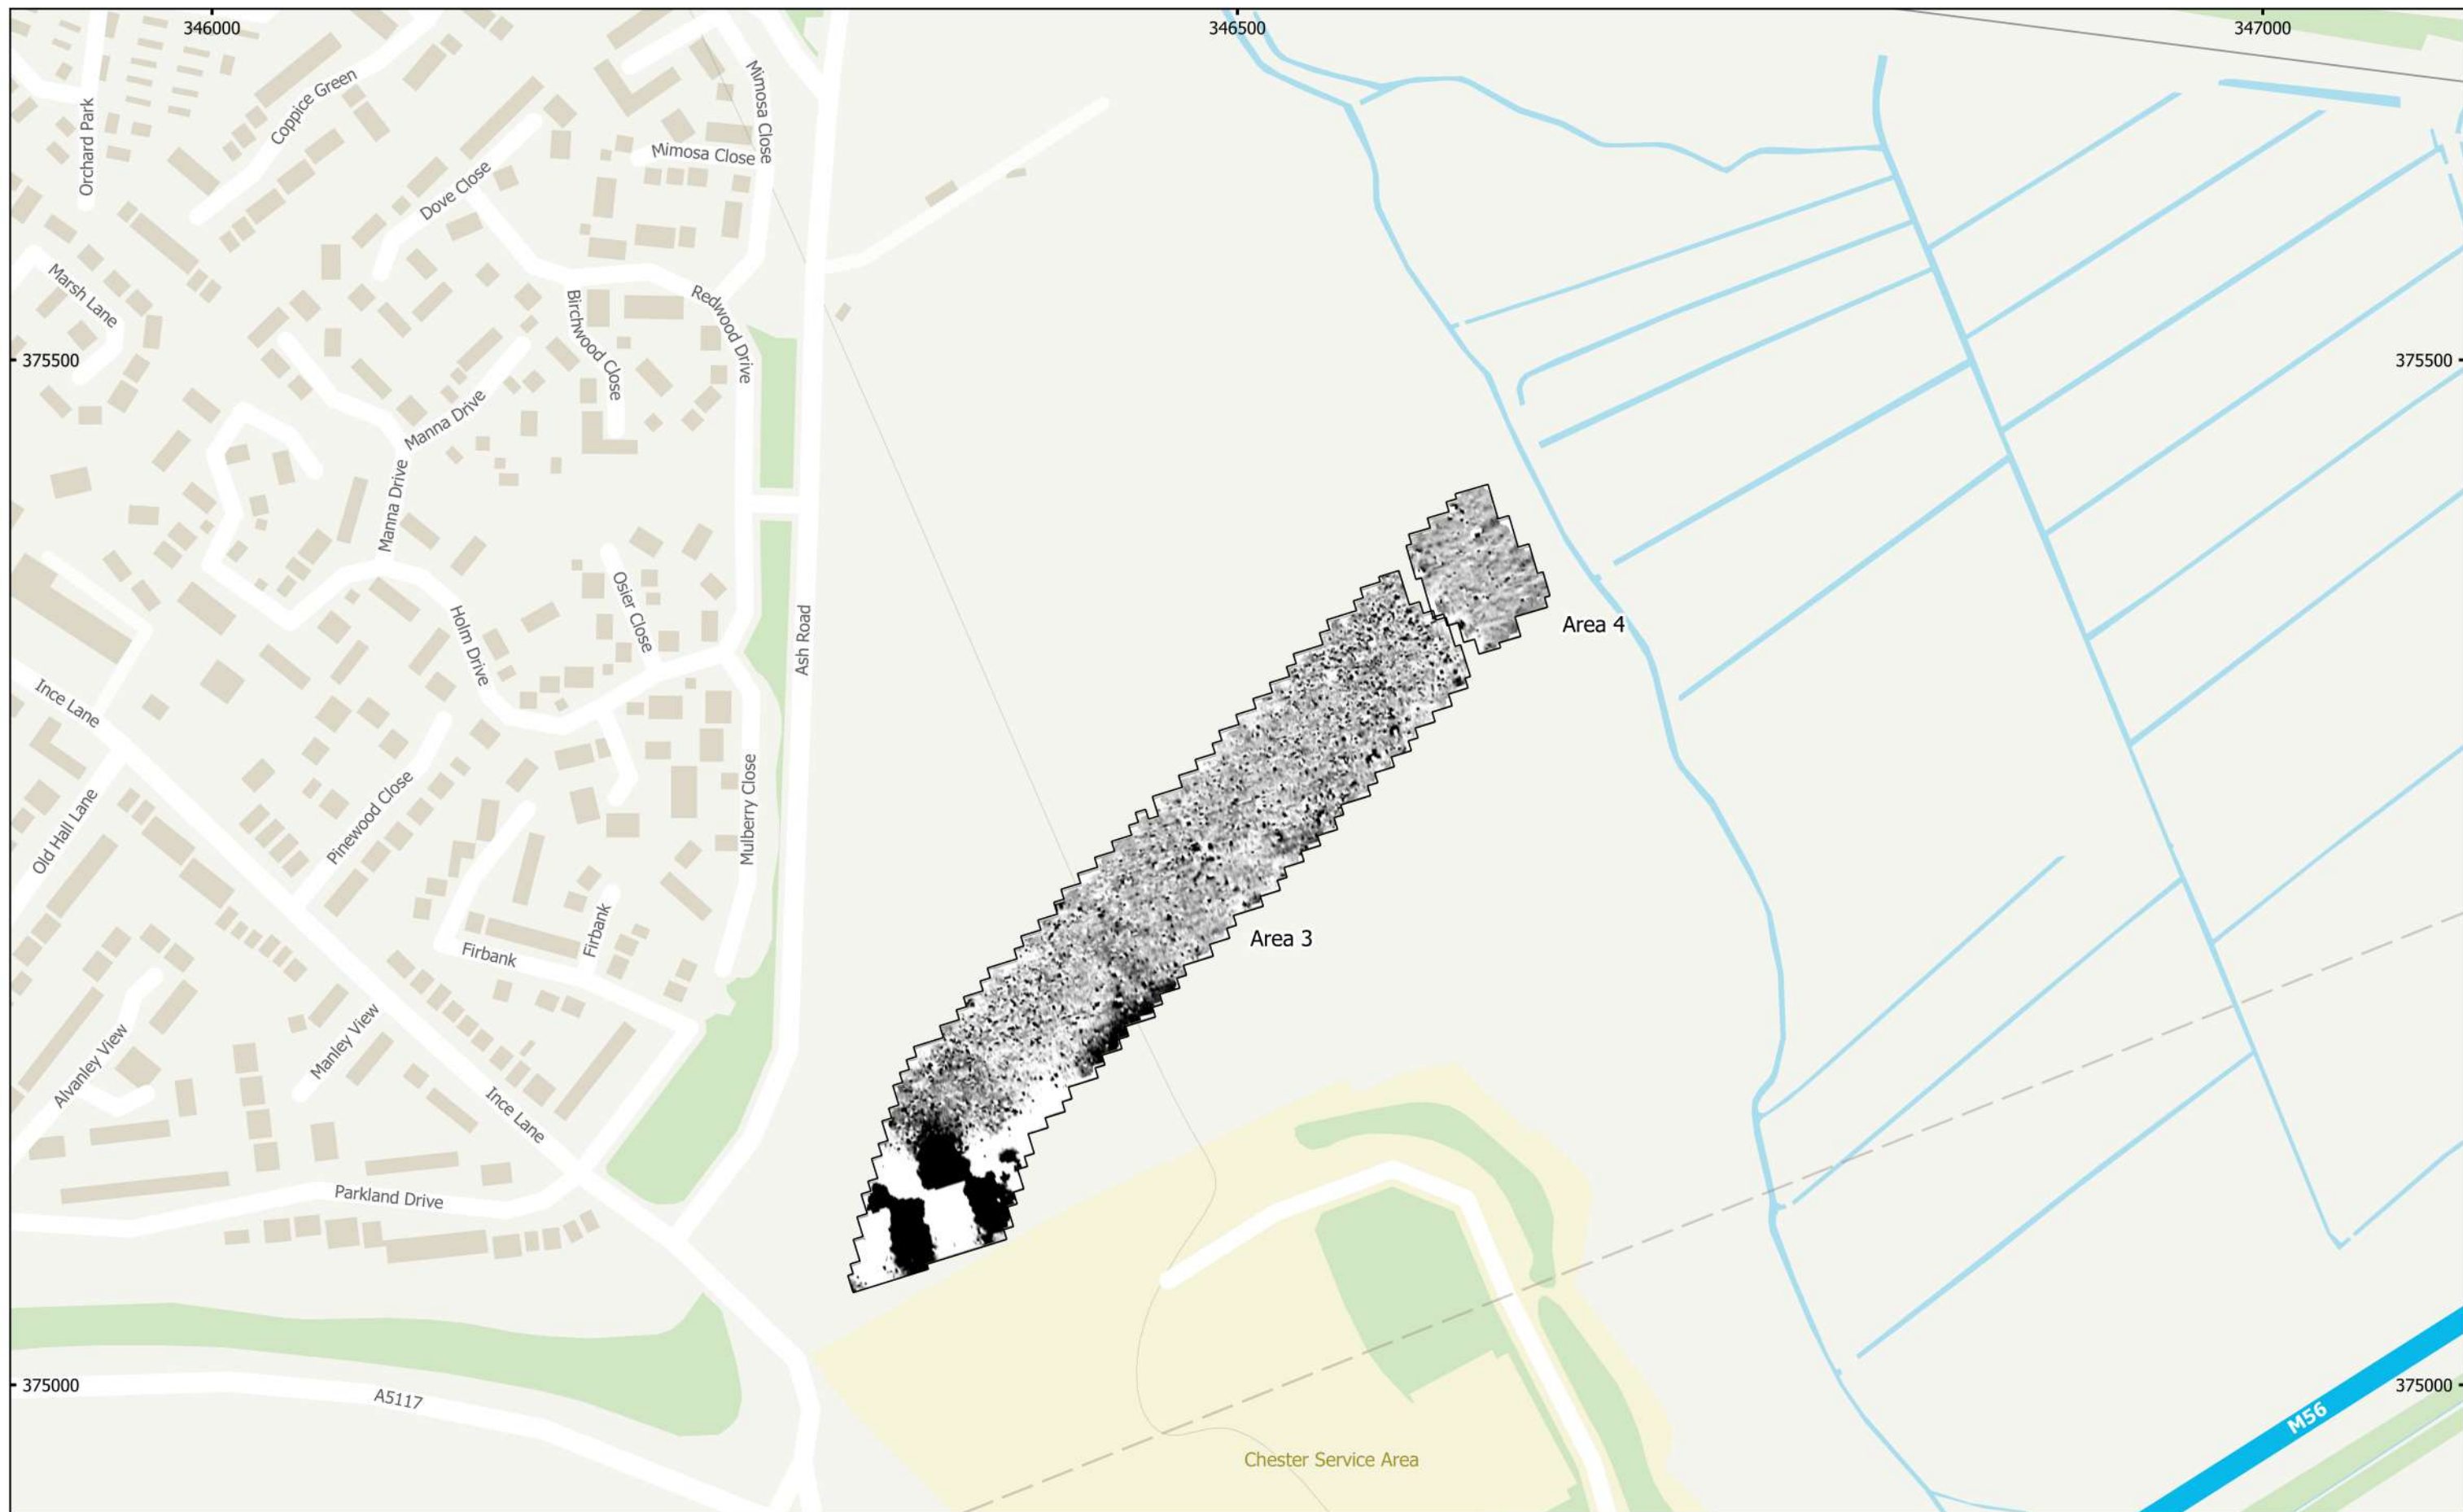 346000
346500
347000
Orchard Park
Coppice Green
Mimosa Close
Mimosa Close
Dove Close
Marsh Lane
Birchwood Close
Redwood Drive
375500
375500
Manna Drive
Manna Drive
Holm Drive
Osier Close
Ash Road
Area 4
Ince Lane
Old Hall Lane
Pinewood Close
Mulberry Close
Firbank
Firbank
Area 3
Alvanley View
Manley View
Ince Lane
Parkland Drive
375000
375000
A5117
M56
Chester Service Area